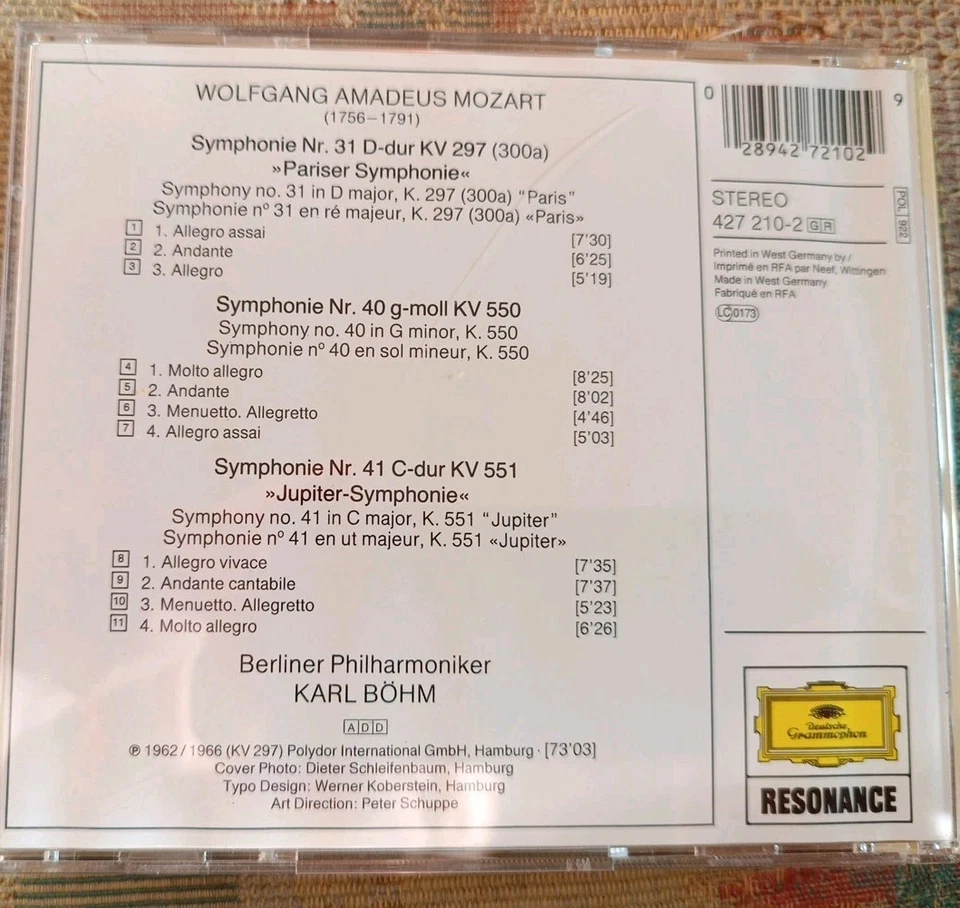 WOLFGANG AMADEUS MOZART
(1756–1791)
Symphonie Nr. 31 D-dur KV 297 (300a)
»Pariser Symphonie«
Symphony no. 31 in D major, K. 297 (300a) “Paris”
Symphonie nº 31 en ré majeur, K. 297 (300a) «Paris»
1 1. Allegro assai [7'30]
2 2. Andante [6'25]
3 3. Allegro [5'19]
Symphonie Nr. 40 g-moll KV 550
Symphony no. 40 in G minor, K. 550
Symphonie nº 40 en sol mineur, K. 550
4 1. Molto allegro [8'25]
5 2. Andante [8'02]
6 3. Menuetto. Allegretto [4'46]
7 4. Allegro assai [5'03]
Symphonie Nr. 41 C-dur KV 551
»Jupiter-Symphonie«
Symphony no. 41 in C major, K. 551 “Jupiter”
Symphonie nº 41 en ut majeur, K. 551 «Jupiter»
8 1. Allegro vivace [7'35]
9 2. Andante cantabile [7'37]
10 3. Menuetto. Allegretto [5'23]
11 4. Molto allegro [6'26]
Berliner Philharmoniker
KARL BÖHM
ADD
℗ 1962 / 1966 (KV 297) Polydor International GmbH, Hamburg · [73'03]
Cover Photo: Dieter Schleifenbaum, Hamburg
Typo Design: Werner Koberstein, Hamburg
Art Direction: Peter Schuppe
0 28942 72102 9
STEREO
427 210-2 GR
POL 922
Printed in West Germany by /
Imprimé en RFA par Neef, Wittingen
Made in West Germany
Fabriqué en RFA
LC 0173
Deutsche
Grammophon
RESONANCE